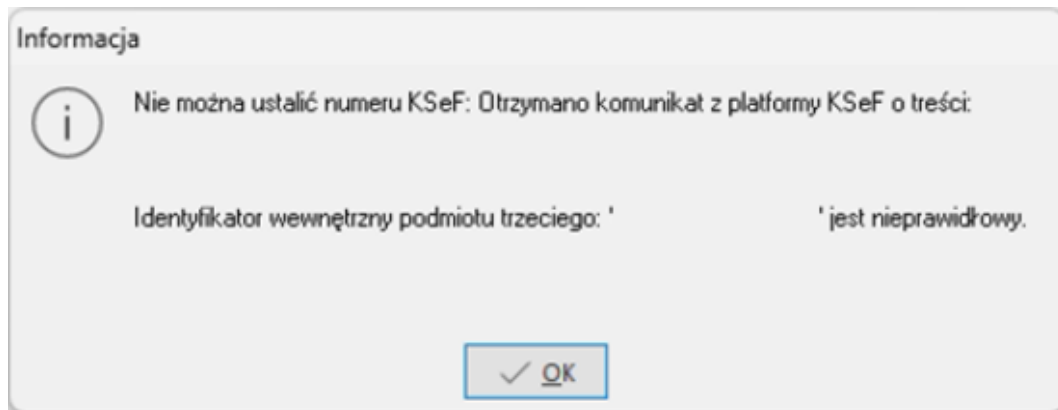 Informacja
Nie można ustalić numeru KSeF: Otrzymano komunikat z platformy KSeF o treści:
Identyfikator wewnętrzny podmiotu trzeciego: ' ' jest nieprawidłowy.
OK